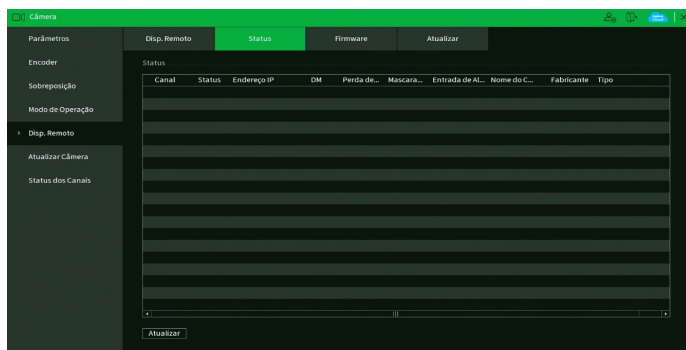 Câmera
Parâmetros
Encoder
Sobreposição
Modo de Operação
Disp. Remoto
Atualizar Câmera
Status dos Canais
Disp. Remoto Status Firmware Atualizar
Status
Canal Status Endereço IP DM Perda de... Mascara... Entrada de Al... Nome do C... Fabricante Tipo
Atualizar